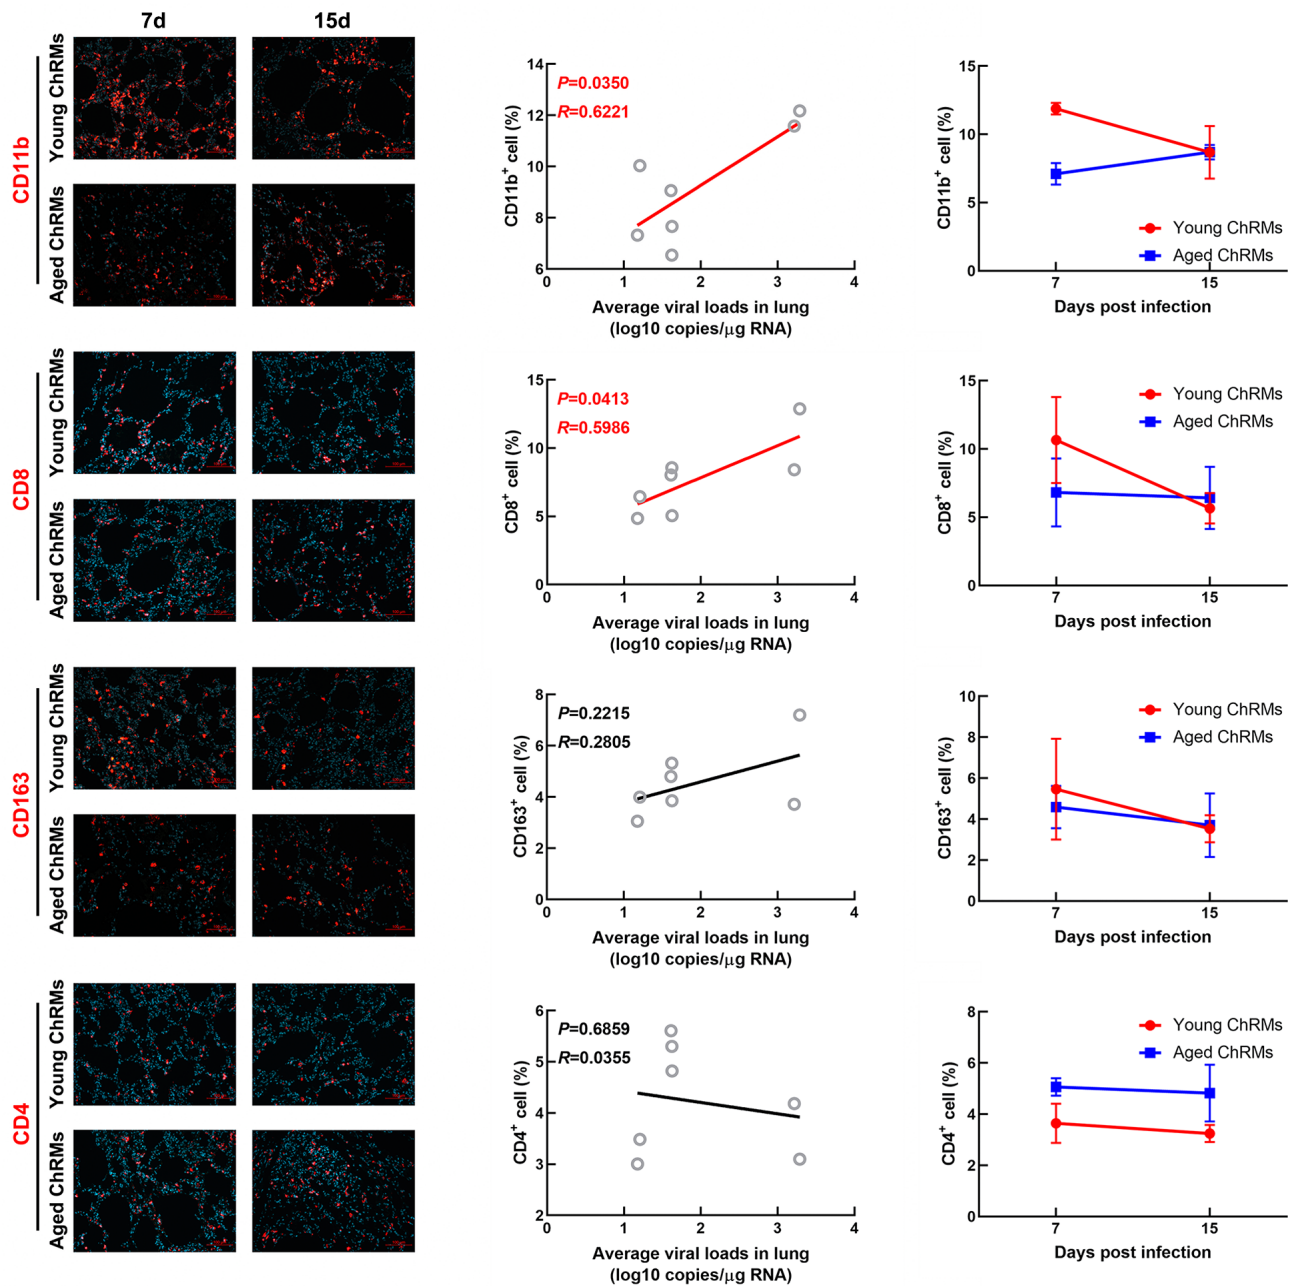 7d
15d
CD11b
Young ChRMs
Aged ChRMs
14
12
10
8
6
0
1
2
3
4
P=0.0350
R=0.6221
CD11b+ cell (%)
Average viral loads in lung
(log10 copies/μg RNA)
15
10
5
0
7
15
CD11b+ cell (%)
Young ChRMs
Aged ChRMs
Days post infection
CD8
Young ChRMs
Aged ChRMs
15
10
5
0
0
1
2
3
4
P=0.0413
R=0.5986
CD8+ cell (%)
Average viral loads in lung
(log10 copies/μg RNA)
15
10
5
0
7
15
CD8+ cell (%)
Young ChRMs
Aged ChRMs
Days post infection
CD163
Young ChRMs
Aged ChRMs
8
6
4
2
0
0
1
2
3
4
P=0.2215
R=0.2805
CD163+ cell (%)
Average viral loads in lung
(log10 copies/μg RNA)
10
8
6
4
2
0
7
15
CD163+ cell (%)
Young ChRMs
Aged ChRMs
Days post infection
CD4
Young ChRMs
Aged ChRMs
6
5
4
3
2
0
1
2
3
4
P=0.6859
R=0.0355
CD4+ cell (%)
Average viral loads in lung
(log10 copies/μg RNA)
8
6
4
2
0
7
15
CD4+ cell (%)
Young ChRMs
Aged ChRMs
Days post infection